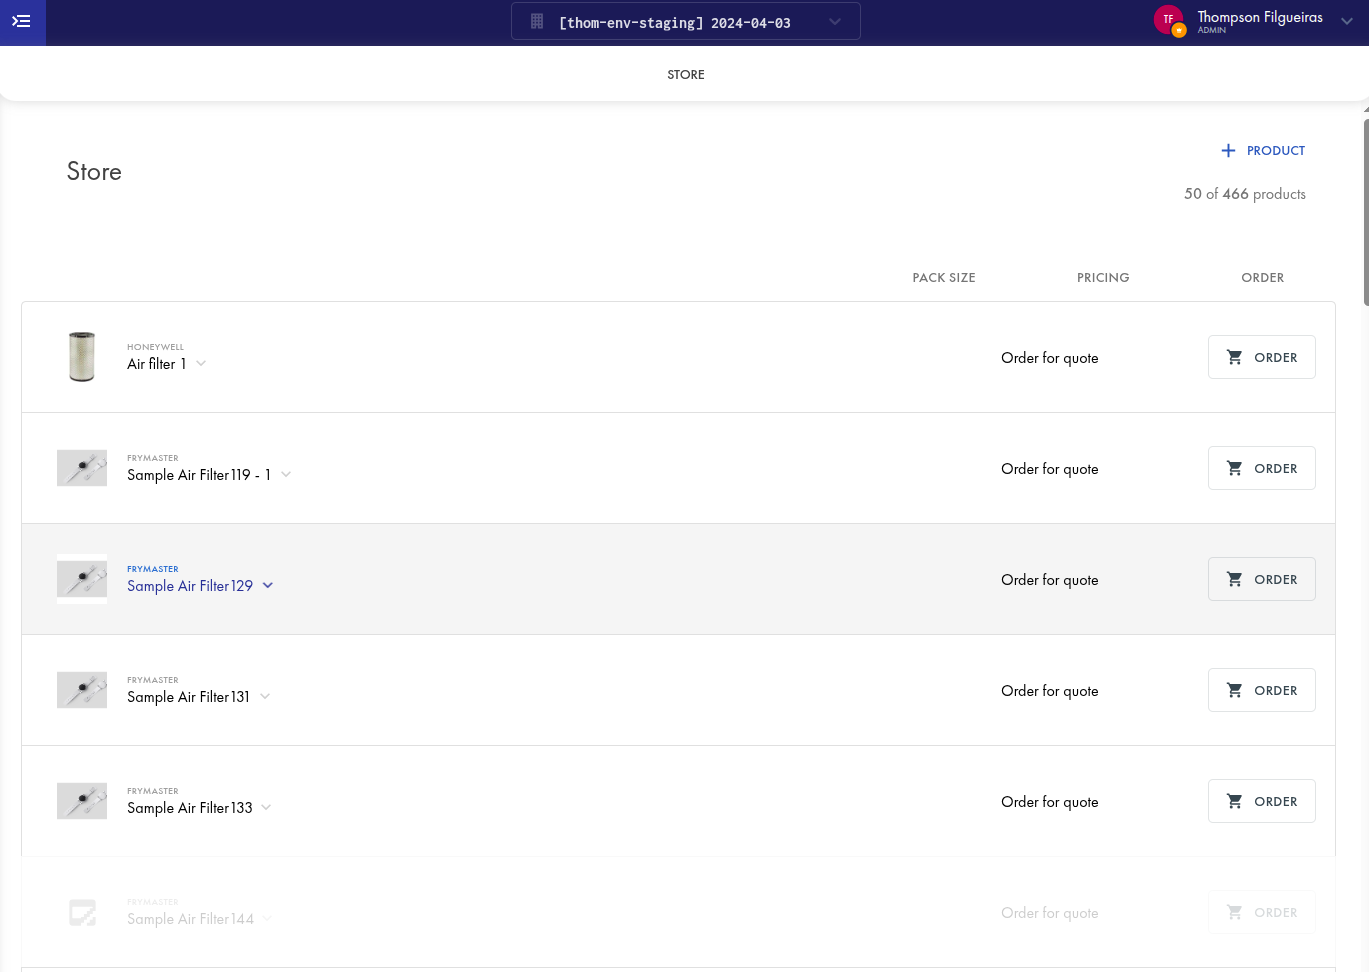 [thom-env-staging] 2024-04-03
TF
Thompson Filgueiras
ADMIN
STORE
Store
PRODUCT
50 of 466 products
PACK SIZE
PRICING
ORDER
HONEYWELL
Air filter 1
Order for quote
ORDER
FRYMASTER
Sample Air Filter119 - 1
Order for quote
ORDER
FRYMASTER
Sample Air Filter129
Order for quote
ORDER
FRYMASTER
Sample Air Filter131
Order for quote
ORDER
FRYMASTER
Sample Air Filter133
Order for quote
ORDER
FRYMASTER
Sample Air Filter144
Order for quote
ORDER